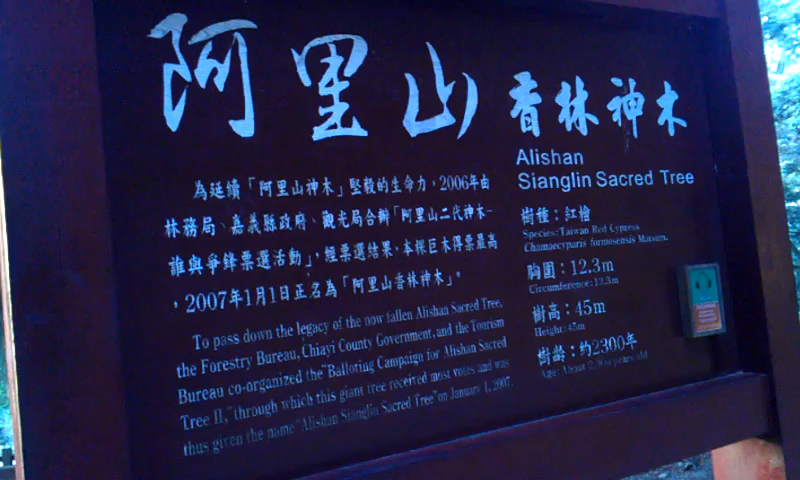 阿里山 香林神木
Alishan
Sianglin Sacred Tree
為延續「阿里山神木」堅毅的生命力，2006年由
林務局、嘉義縣政府、觀光局合辦「阿里山二代神木－
誰與爭鋒票選活動」，經票選結果，本棵巨木得票最高
，2007年1月1日正名為「阿里山香林神木」。
To pass down the legacy of the now fallen Alishan Sacred Tree,
the Forestry Bureau, Chiayi County Government, and the Tourism
Bureau co-organized the "Balloting Campaign for Alishan Sacred
Tree II," through which this giant tree received most votes and was
thus given the name "Alishan Sianglin Sacred Tree" on January 1, 2007.
樹種：紅檜
Species: Taiwan Red Cypress
Chamaecyparis formosensis Matsum.
胸圍：12.3m
Circumference: 12.3m
樹高：45m
Height: 45m
樹齡：約2300年
Age: About 2,300 years old